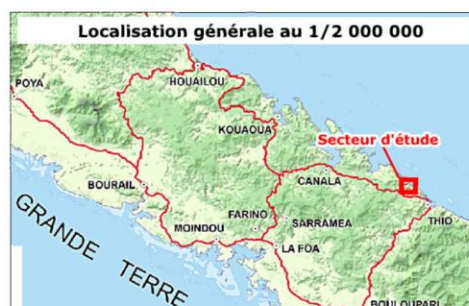 Localisation générale au 1/2 000 000
HOUAILOU
POYA
KOUAOUA
Secteur d'étude
CANALA
BOURAIL
FARINO
THIO
SARRAMEA
MOINDOU
LA FOA
GRANDE TERRE
BOULOUPARI